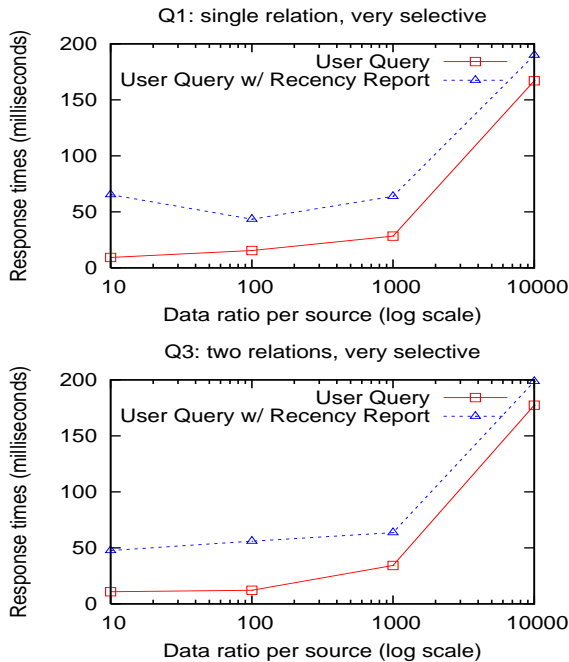 Q1: single relation, very selective
Response times (milliseconds)
200
150
100
50
0
User Query
User Query w/ Recency Report
10
100
1000
10000
Data ratio per source (log scale)
Q3: two relations, very selective
Response times (milliseconds)
200
150
100
50
0
User Query
User Query w/ Recency Report
10
100
1000
10000
Data ratio per source (log scale)